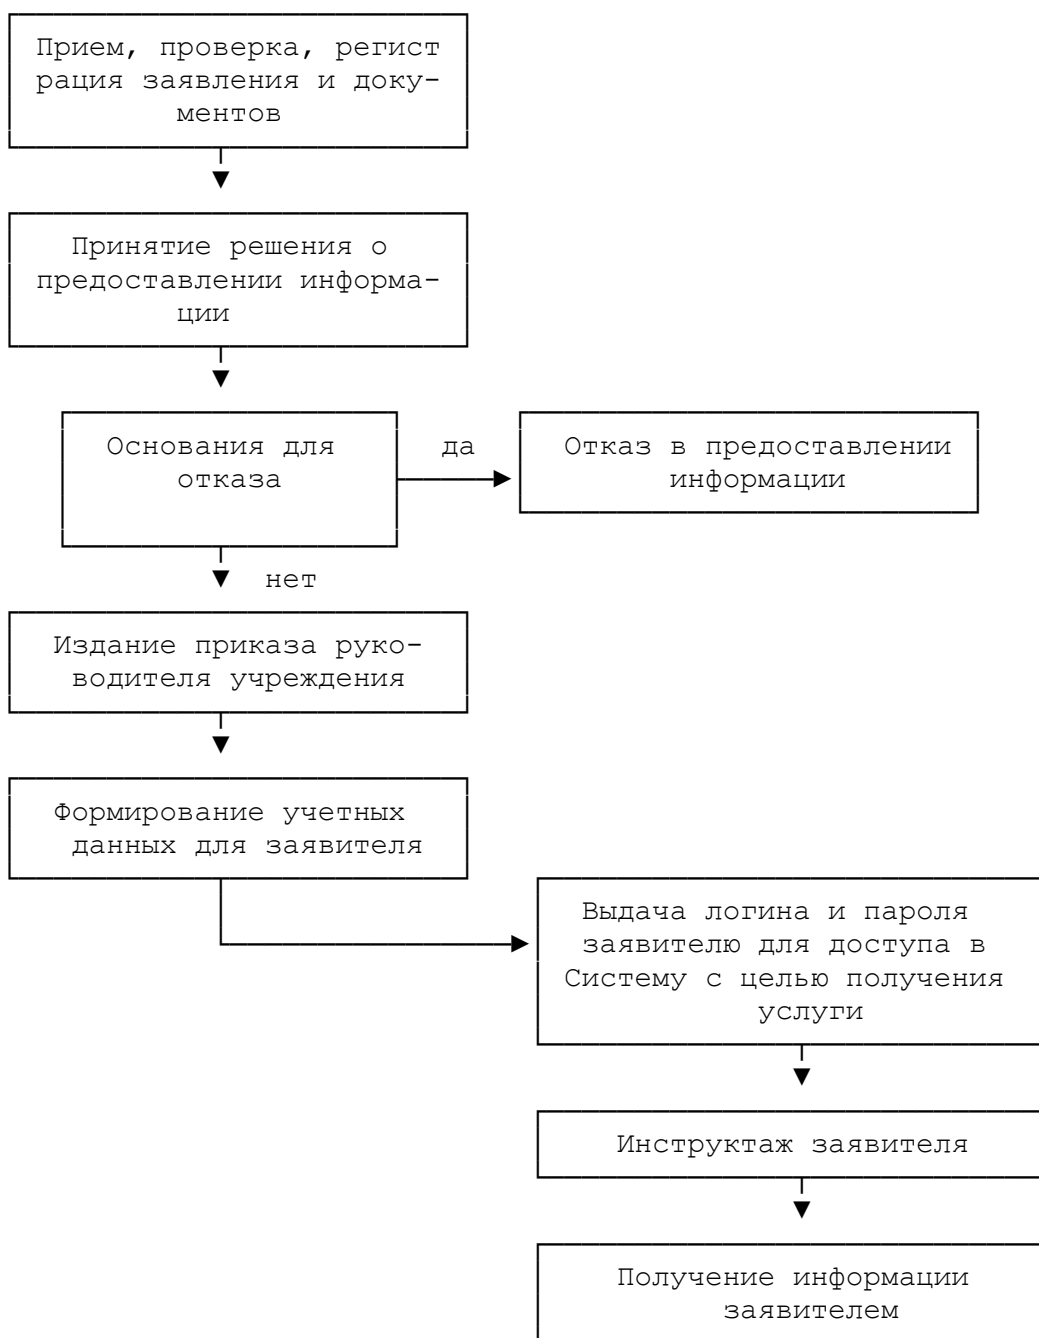 Прием, проверка, регист
рация заявления и доку-
ментов
Принятие решения о
предоставлении информа-
ции
Основания для
отказа
да
Отказ в предоставлении
информации
нет
Издание приказа руко-
водителя учреждения
Формирование учетных
данных для заявителя
Выдача логина и пароля
заявителю для доступа в
Систему с целью получения
услуги
Инструктаж заявителя
Получение информации
заявителем